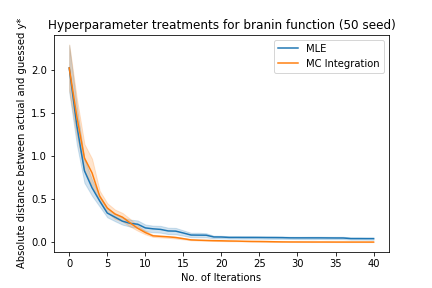 Hyperparameter treatments for branin function (50 seed)
Absolute distance between actual and guessed y*
2.0
1.5
1.0
0.5
0.0
MLE
MC Integration
0 5 10 15 20 25 30 35 40
No. of Iterations